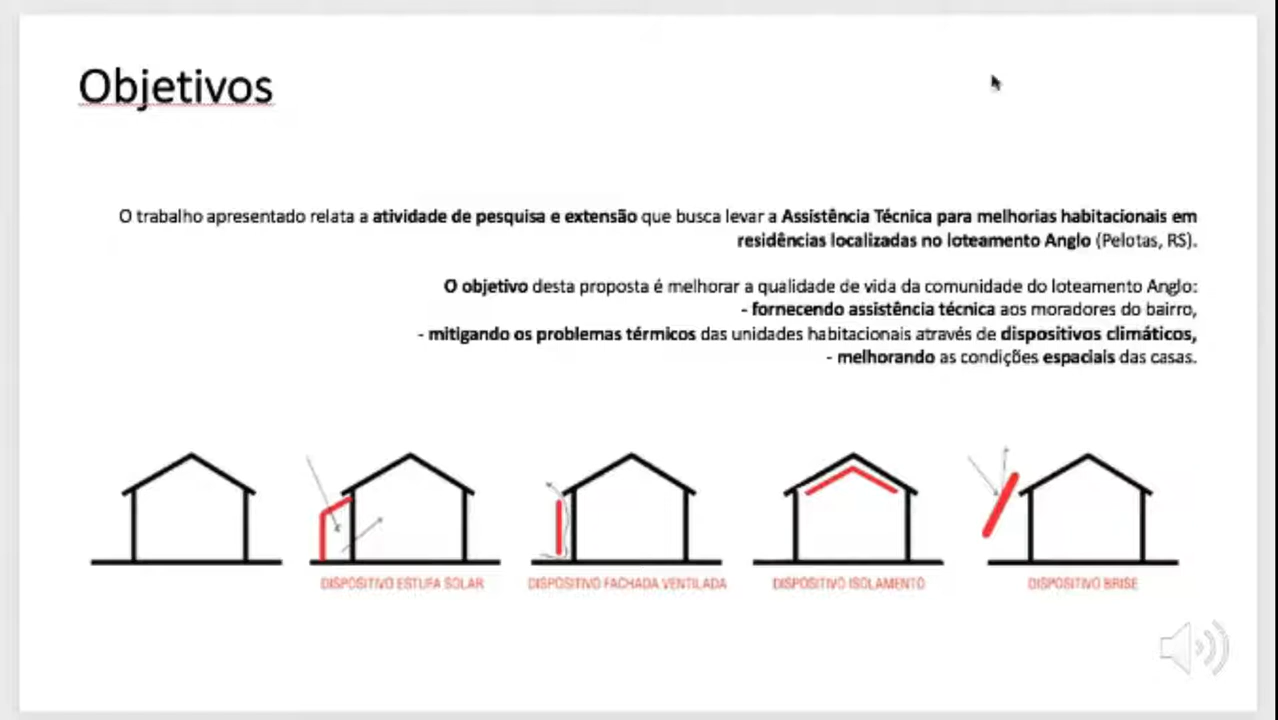 Objetivos
O trabalho apresentado relata a atividade de pesquisa e extensão que busca levar a Assistência Técnica para melhorias habitacionais em
residências localizadas no loteamento Anglo (Pelotas, RS).
O objetivo desta proposta é melhorar a qualidade de vida da comunidade do loteamento Anglo:
- fornecendo assistência técnica aos moradores do bairro,
- mitigando os problemas térmicos das unidades habitacionais através de dispositivos climáticos,
- melhorando as condições espaciais das casas.
DISPOSITIVO ESTUFA SOLAR
DISPOSITIVO FACHADA VENTILADA
DISPOSITIVO ISOLAMENTO
DISPOSITIVO BRISE